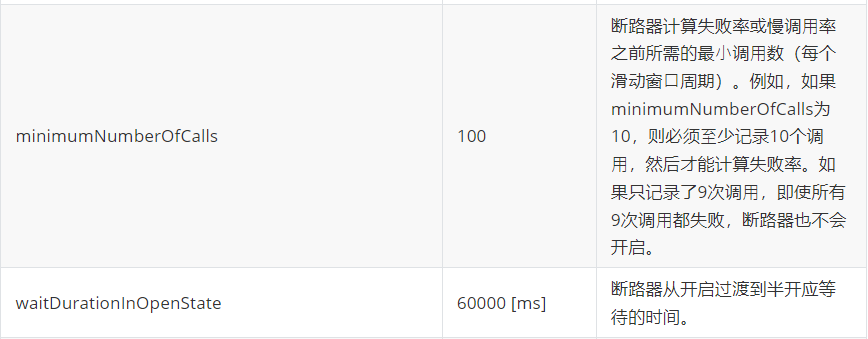 minimumNumberOfCalls
100
断路器计算失败率或慢调用率
之前所需的最小调用数（每个
滑动窗口周期）。例如，如果
minimumNumberOfCalls为
10，则必须至少记录10个调
用，然后才能计算失败率。如
果只记录了9次调用，即使所有
9次调用都失败，断路器也不会
开启。
waitDurationInOpenState
60000 [ms]
断路器从开启过渡到半开应等
待的时间。